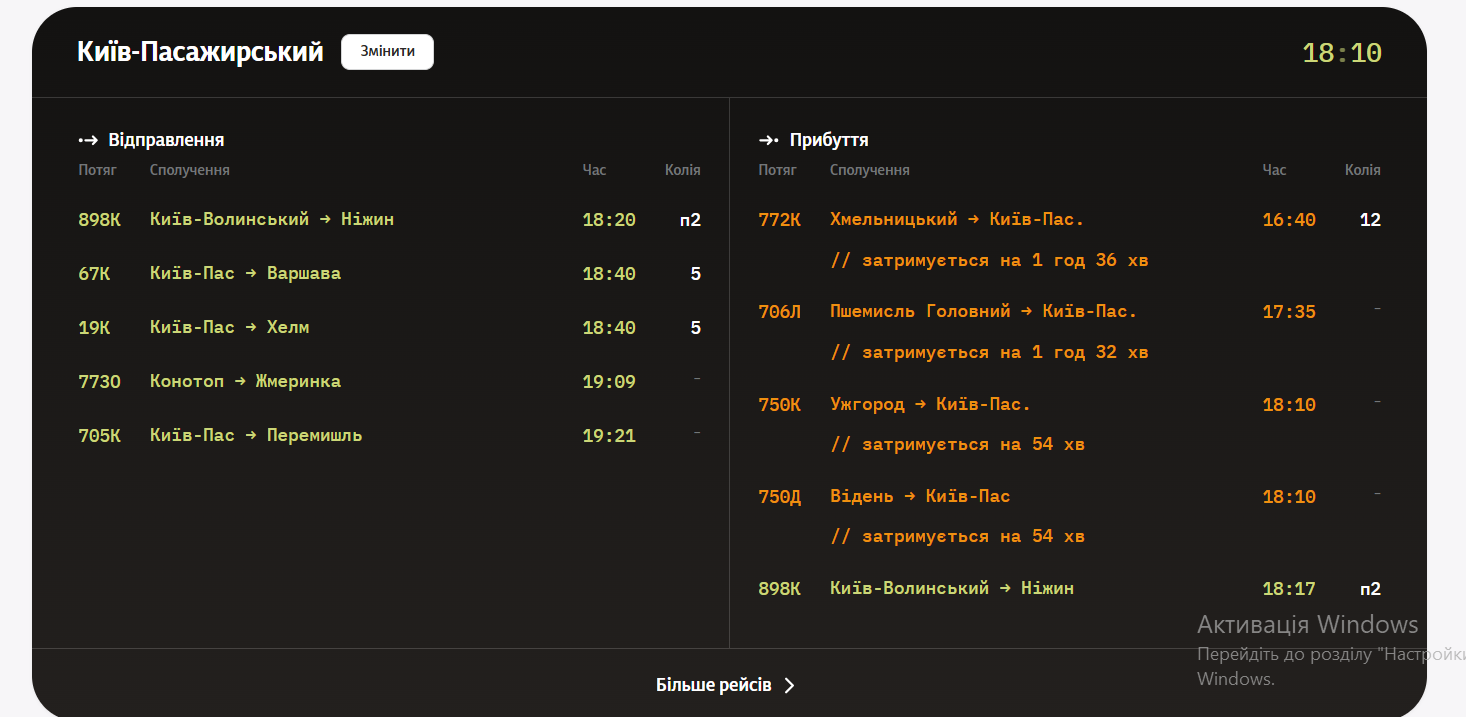 Київ-Пасажирський Змінити 18:10
Відправлення
Потяг Сполучення Час Колія
898К Київ-Волинський → Ніжин 18:20 п2
67К Київ-Пас → Варшава 18:40 5
19К Київ-Пас → Хелм 18:40 5
773О Конотоп → Жмеринка 19:09 –
705К Київ-Пас → Перемишль 19:21 –
Прибуття
Потяг Сполучення Час Колія
772К Хмельницький → Київ-Пас. 16:40 12
// затримується на 1 год 36 хв
706Л Пшемисль Головний → Київ-Пас. 17:35 –
// затримується на 1 год 32 хв
750К Ужгород → Київ-Пас. 18:10 –
// затримується на 54 хв
750Д Відень → Київ-Пас 18:10 –
// затримується на 54 хв
898К Київ-Волинський → Ніжин 18:17 п2
Більше рейсів
Активація Windows
Перейдіть до розділу "Настройки
Windows.